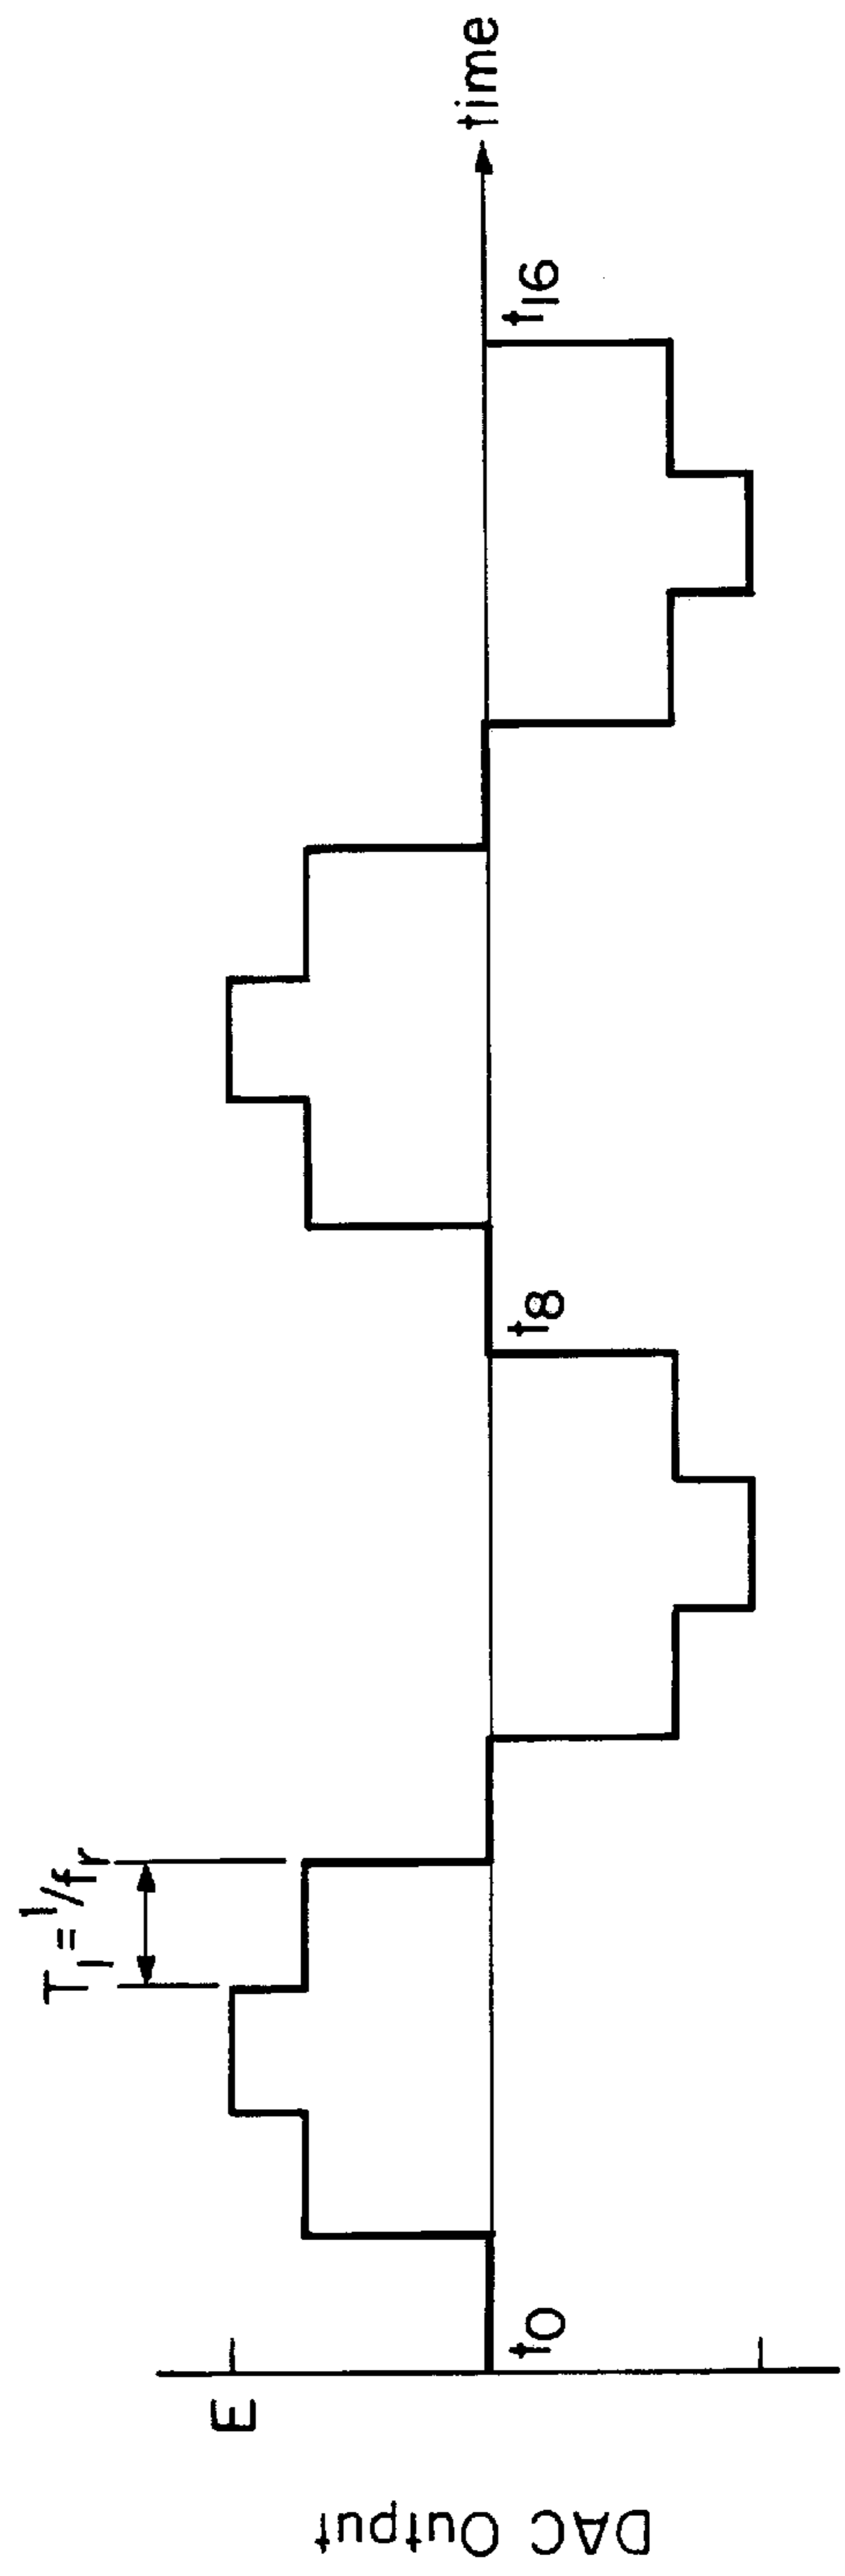 T₁ = 1/fr
E
DAC Output
t0
t8
t16
time